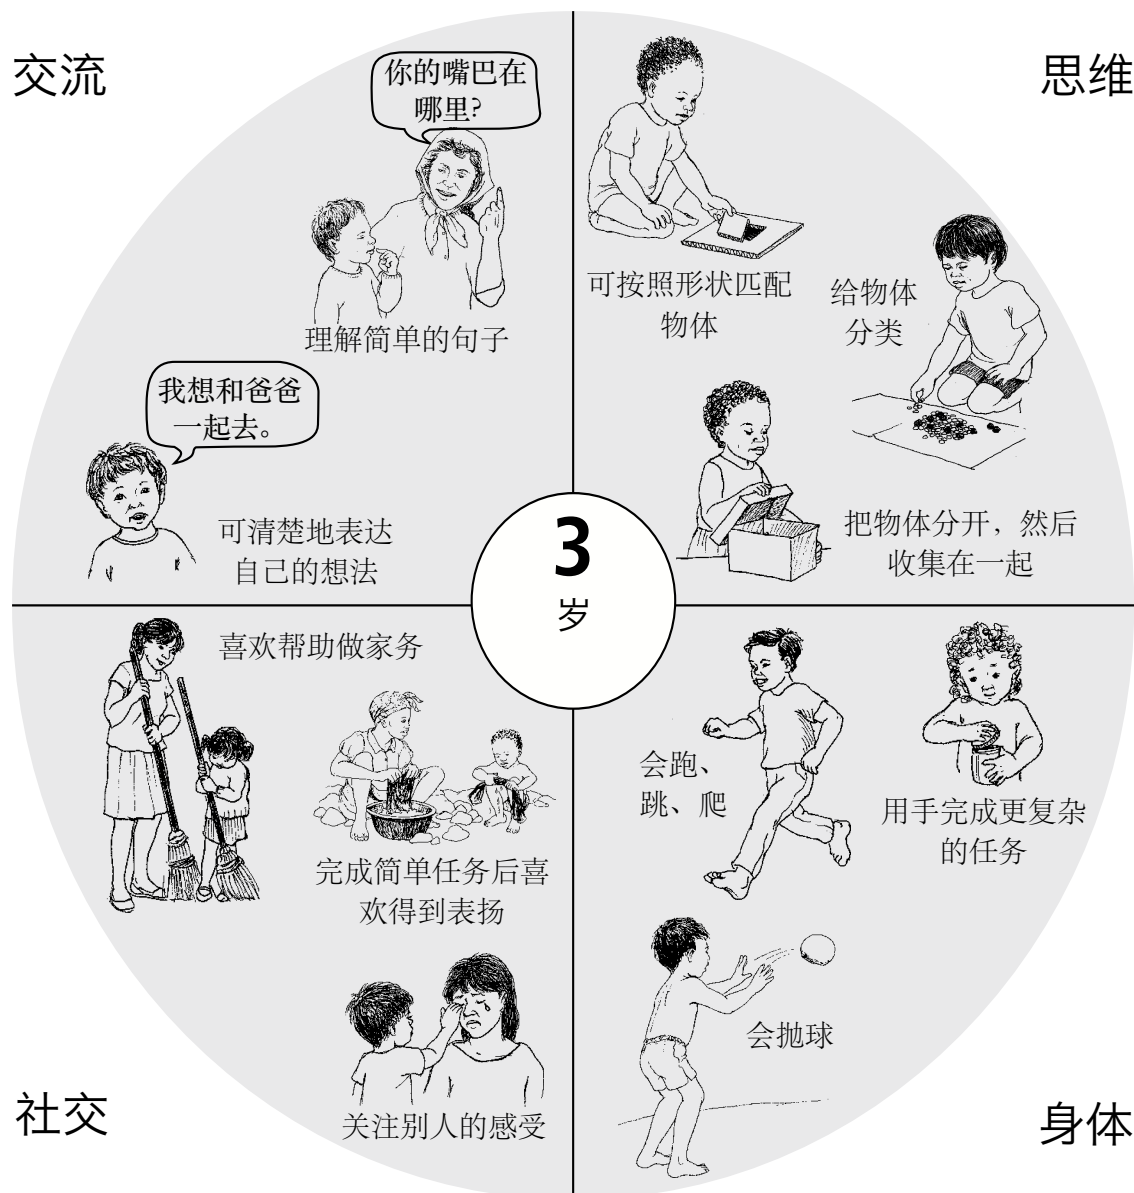 交流
你的嘴巴在
哪里?
理解简单的句子
我想和爸爸
一起去。
可清楚地表达
自己的想法
思维
可按照形状匹配
物体
给物体
分类
把物体分开，然后
收集在一起
3
岁
喜欢帮助做家务
完成简单任务后喜
欢得到表扬
关注别人的感受
社交
会跑、
跳、爬
用手完成更复杂
的任务
会抛球
身体